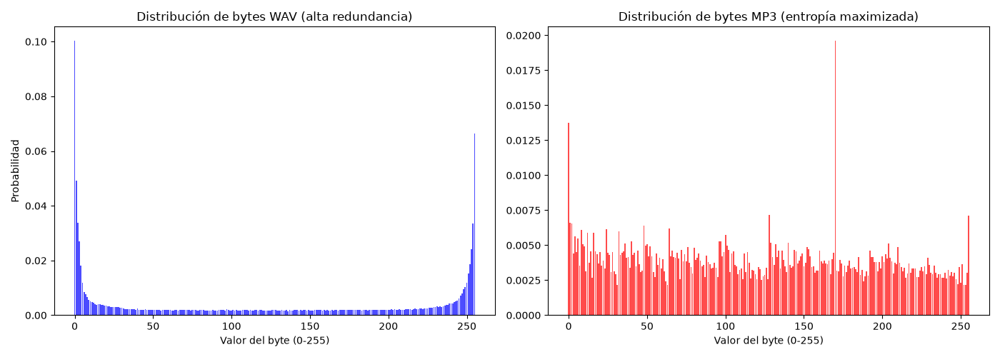 Distribución de bytes WAV (alta redundancia)
Probabilidad
0.10
0.08
0.06
0.04
0.02
0.00
0 50 100 150 200 250
Valor del byte (0-255)
Distribución de bytes MP3 (entropía maximizada)
0.0200
0.0175
0.0150
0.0125
0.0100
0.0075
0.0050
0.0025
0.0000
0 50 100 150 200 250
Valor del byte (0-255)